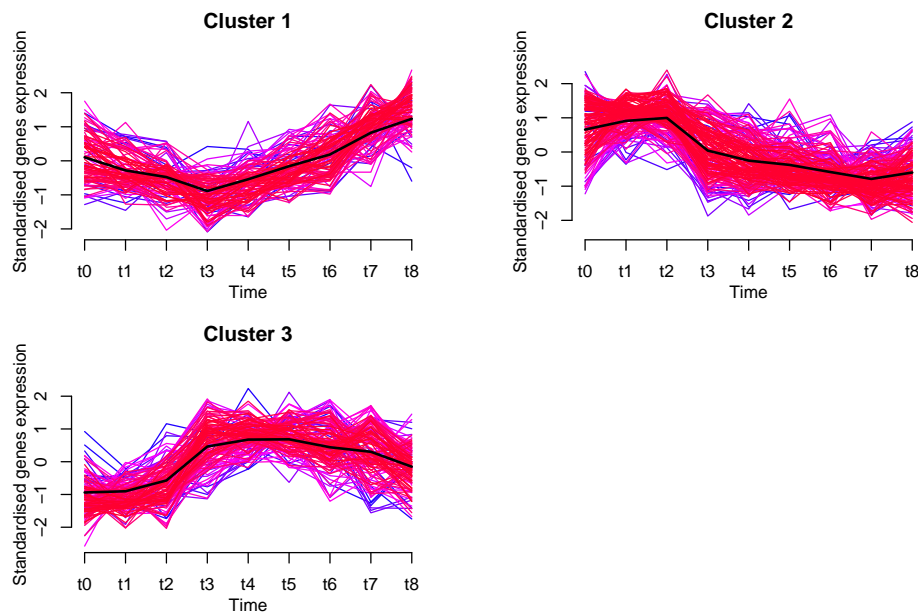 Cluster 1
Standardised genes expression
2
1
0
−1
−2
t0 t1 t2 t3 t4 t5 t6 t7 t8
Time
Cluster 2
Standardised genes expression
2
1
0
−1
−2
t0 t1 t2 t3 t4 t5 t6 t7 t8
Time
Cluster 3
Standardised genes expression
2
1
0
−1
−2
t0 t1 t2 t3 t4 t5 t6 t7 t8
Time